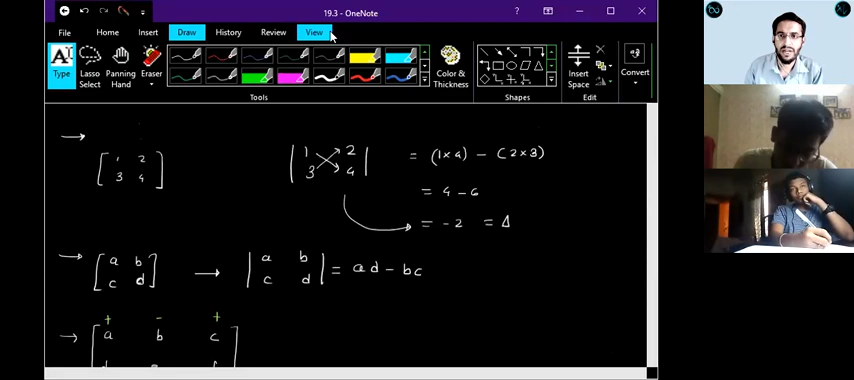 19.3 - OneNote
File Home Insert Draw History Review View
Type Lasso Select Panning Hand Eraser Color & Thickness Insert Space Convert
Tools Shapes Edit
→
[1 2
3 4]
|1 2
3 4| = (1×4) - (2×3)
= 4 - 6
= -2 = Δ
→ [a b
c d] → |a b
c d| = ad - bc
+ - +
→ [a b c]